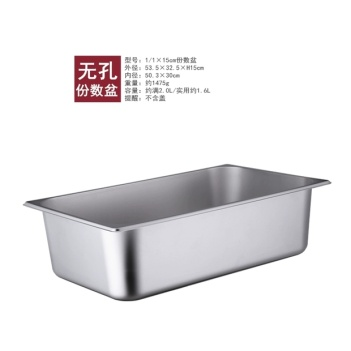 无孔
份数盆
型号：1/1×15cm份数盆
外径：53.5×32.5×H15cm
内径：50.3×30cm
重量：约1475g
容量：约满2.0L/实用约1.6L
提醒：不含盖